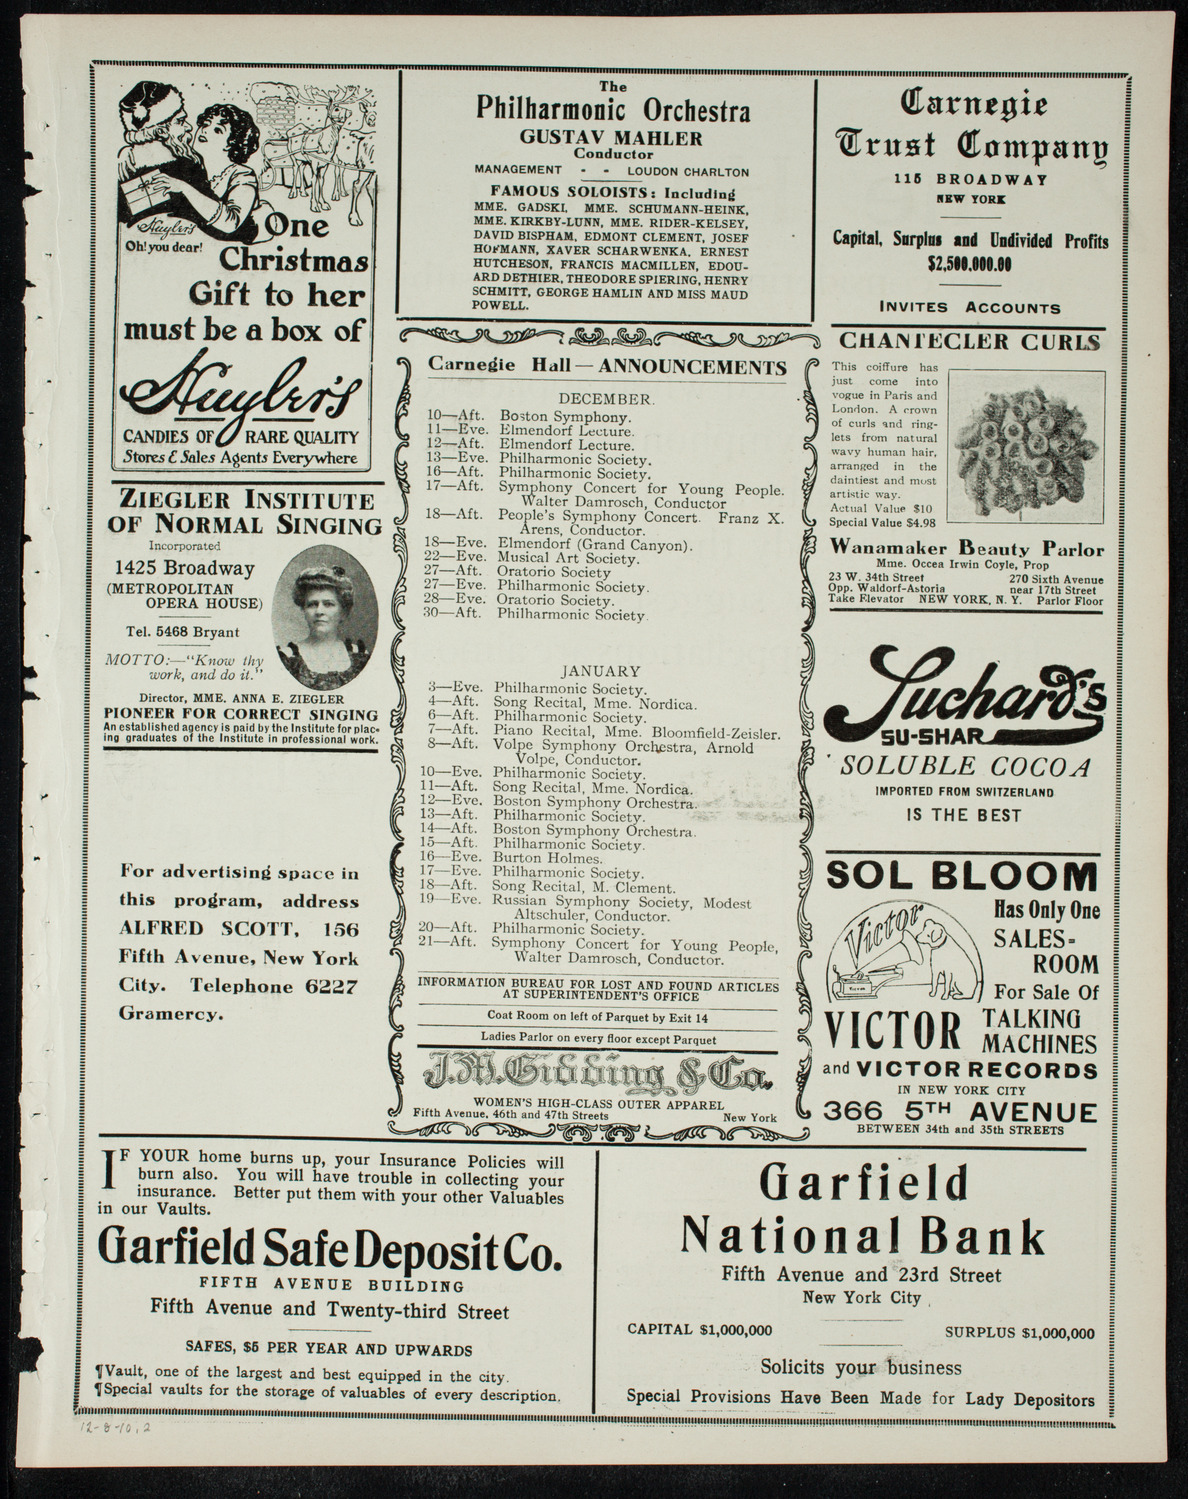 Huyler's
Oh! you dear!
One
Christmas
Gift to her
must be a box of
Huyler's
CANDIES OF RARE QUALITY
Stores & Sales Agents Everywhere
ZIEGLER INSTITUTE
OF NORMAL SINGING
Incorporated
1425 Broadway
(METROPOLITAN
OPERA HOUSE)
Tel. 5468 Bryant
MOTTO:—"Know thy
work, and do it."
Director, MME. ANNA E. ZIEGLER
PIONEER FOR CORRECT SINGING
An established agency is paid by the Institute for plac-
ing graduates of the Institute in professional work.
For advertising space in
this program, address
ALFRED SCOTT, 156
Fifth Avenue, New York
City. Telephone 6227
Gramercy.
The
Philharmonic Orchestra
GUSTAV MAHLER
Conductor
MANAGEMENT - - LOUDON CHARLTON
FAMOUS SOLOISTS: Including
MME. GADSKI, MME. SCHUMANN-HEINK,
MME. KIRKBY-LUNN, MME. RIDER-KELSEY,
DAVID BISPHAM, EDMONT CLEMENT, JOSEF
HOFMANN, XAVER SCHARWENKA, ERNEST
HUTCHESON, FRANCIS MACMILLEN, EDOU-
ARD DETHIER, THEODORE SPIERING, HENRY
SCHMITT, GEORGE HAMLIN AND MISS MAUD
POWELL.
Carnegie Hall—ANNOUNCEMENTS
DECEMBER.
10—Aft. Boston Symphony.
11—Eve. Elmendorf Lecture.
12—Aft. Elmendorf Lecture.
13—Eve. Philharmonic Society.
16—Aft. Philharmonic Society.
17—Aft. Symphony Concert for Young People.
Walter Damrosch, Conductor
18—Aft. People's Symphony Concert. Franz X.
Arens, Conductor.
18—Eve. Elmendorf (Grand Canyon).
22—Eve. Musical Art Society.
27—Aft. Oratorio Society
27—Eve. Philharmonic Society.
28—Eve. Oratorio Society.
30—Aft. Philharmonic Society.
JANUARY
3—Eve. Philharmonic Society.
4—Aft. Song Recital, Mme. Nordica.
6—Aft. Philharmonic Society.
7—Aft. Piano Recital, Mme. Bloomfield-Zeisler.
8—Aft. Volpe Symphony Orchestra, Arnold
Volpe, Conductor.
10—Eve. Philharmonic Society.
11—Aft. Song Recital, Mme. Nordica.
12—Eve. Boston Symphony Orchestra.
13—Aft. Philharmonic Society.
14—Aft. Boston Symphony Orchestra.
15—Aft. Philharmonic Society.
16—Eve. Burton Holmes.
17—Eve. Philharmonic Society.
18—Aft. Song Recital, M. Clement.
19—Eve. Russian Symphony Society, Modest
Altschuler, Conductor.
20—Aft. Philharmonic Society.
21—Aft. Symphony Concert for Young People,
Walter Damrosch, Conductor.
INFORMATION BUREAU FOR LOST AND FOUND ARTICLES
AT SUPERINTENDENT'S OFFICE
Coat Room on left of Parquet by Exit 14
Ladies Parlor on every floor except Parquet
J.M. Gidding & Co.
WOMEN'S HIGH-CLASS OUTER APPAREL
Fifth Avenue, 46th and 47th Streets New York
Carnegie
Trust Company
115 BROADWAY
NEW YORK
Capital, Surplus and Undivided Profits
$2,500,000.00
INVITES ACCOUNTS
CHANTECLER CURLS
This coiffure has
just come into
vogue in Paris and
London. A crown
of curls and ring-
lets from natural
wavy human hair,
arranged in the
daintiest and most
artistic way.
Actual Value $10
Special Value $4.98
Wanamaker Beauty Parlor
Mme. Occea Irwin Coyle, Prop
23 W. 34th Street 270 Sixth Avenue
Opp. Waldorf-Astoria near 17th Street
Take Elevator NEW YORK, N. Y. Parlor Floor
Suchard's
SU-SHAR
SOLUBLE COCOA
IMPORTED FROM SWITZERLAND
IS THE BEST
SOL BLOOM
Victor
Has Only One
SALES-
ROOM
For Sale Of
VICTOR TALKING
MACHINES
and VICTOR RECORDS
IN NEW YORK CITY
366 5TH AVENUE
BETWEEN 34th and 35th STREETS
IF YOUR home burns up, your Insurance Policies will
burn also. You will have trouble in collecting your
insurance. Better put them with your other Valuables
in our Vaults.
Garfield Safe Deposit Co.
FIFTH AVENUE BUILDING
Fifth Avenue and Twenty-third Street
SAFES, $5 PER YEAR AND UPWARDS
¶Vault, one of the largest and best equipped in the city.
¶Special vaults for the storage of valuables of every description.
Garfield
National Bank
Fifth Avenue and 23rd Street
New York City
CAPITAL $1,000,000 SURPLUS $1,000,000
Solicits your business
Special Provisions Have Been Made for Lady Depositors
12-8-10, 2